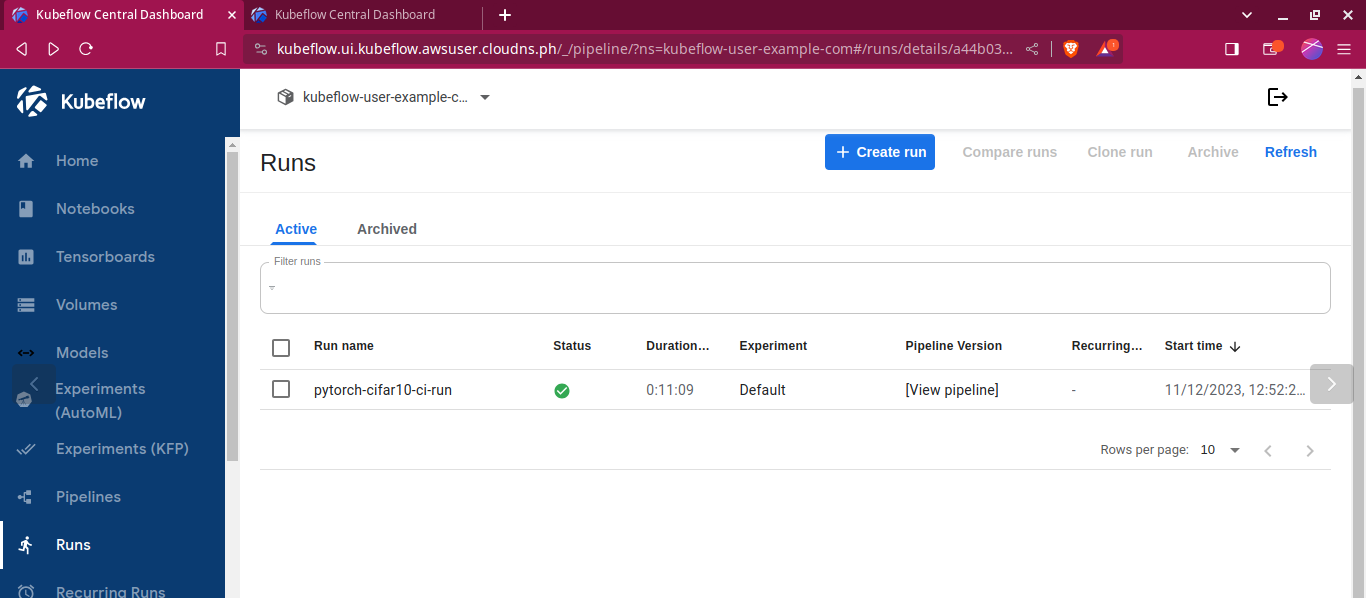 Kubeflow Central Dashboard
Kubeflow Central Dashboard
kubeflow.ui.kubeflow.awsuser.cloudns.ph/_/pipeline/?ns=kubeflow-user-example-com#/runs/details/a44b03...
1
Kubeflow
kubeflow-user-example-c...
Home
Notebooks
Tensorboards
Volumes
Models
Experiments
(AutoML)
Experiments (KFP)
Pipelines
Runs
Recurring Runs
Runs
+ Create run
Compare runs
Clone run
Archive
Refresh
Active
Archived
Filter runs
Run name Status Duration... Experiment Pipeline Version Recurring... Start time
pytorch-cifar10-ci-run 0:11:09 Default [View pipeline] - 11/12/2023, 12:52:2...
Rows per page: 10